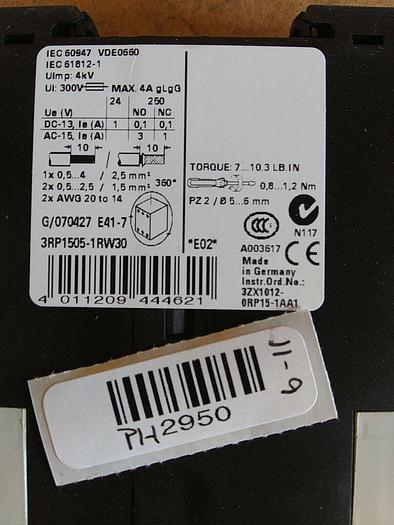 IEC 60947 VDE0660
IEC 61812-1
Uimp: 4kV
Ui: 300V MAX. 4A gLgG
24 250
Ue (V) NO NC
DC-13, Ie (A) 1 0,1 0,1
AC-15, Ie (A) 3 1
10 / 10
1x 0,5...4 / 2,5 mm²
2x 0,5...2,5 / 1,5 mm²
2x AWG 20 to 14
360°
G/070427 E41-7
3RP1505-1RW30 *E02*
4 011209 444621
TORQUE: 7...10.3 LB.IN
0,8...1,2 Nm
PZ 2 / Ø 5...6 mm
CCC
N117
A003617
CE
Made
in Germany
Instr.Ord.No.:
3ZX1012-
0RP15-1AA1
PH2950
11-9